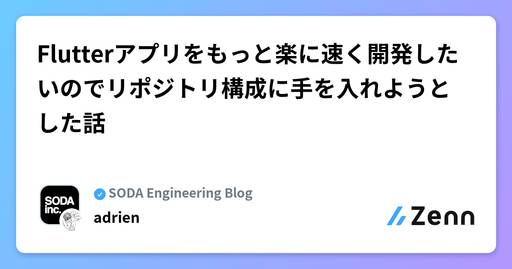 Flutterアプリをもっと楽に速く開発した
いのでリポジトリ構成に手を入れようと
した話
SODA
inc.
SODA Engineering Blog
adrien
Zenn